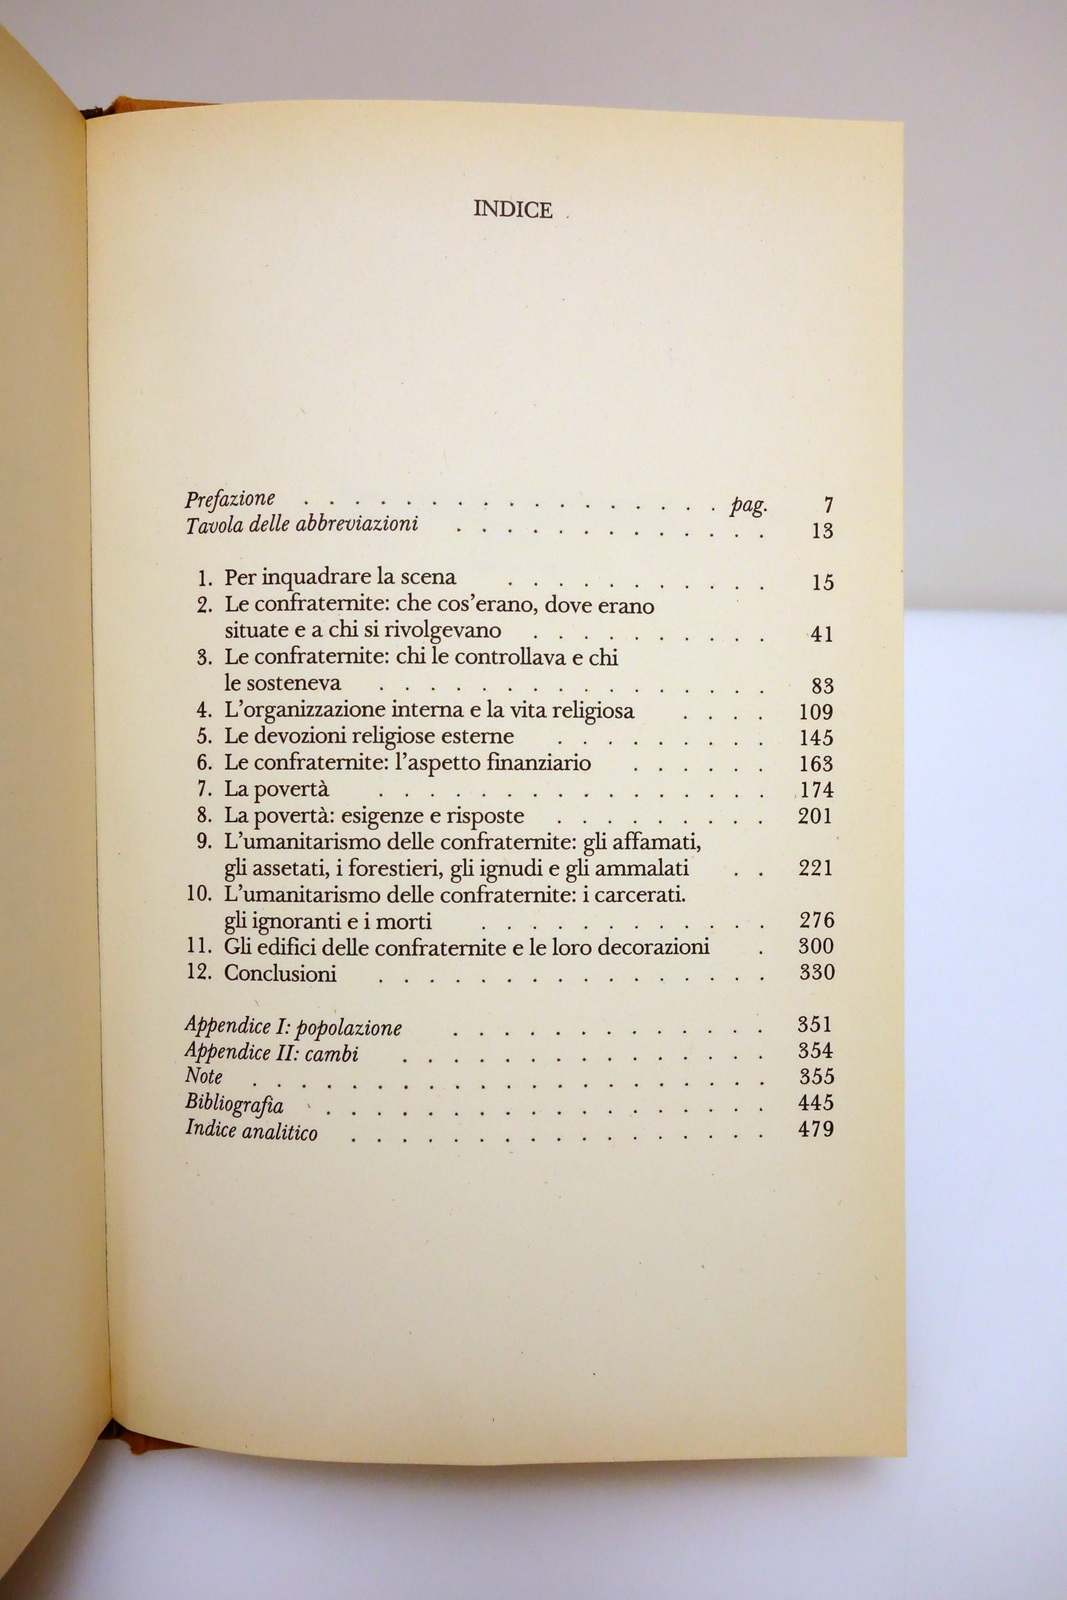 INDICE
Prefazione . . . . . . . . . . . . . . . . . pag. 7
Tavola delle abbreviazioni . . . . . . . . . . . . . 13
1. Per inquadrare la scena . . . . . . . . . . . 15
2. Le confraternite: che cos'erano, dove erano
situate e a chi si rivolgevano . . . . . . . . . . 41
3. Le confraternite: chi le controllava e chi
le sosteneva . . . . . . . . . . . . . . . . 83
4. L'organizzazione interna e la vita religiosa . . . . 109
5. Le devozioni religiose esterne . . . . . . . . . 145
6. Le confraternite: l'aspetto finanziario . . . . . . 163
7. La povertà . . . . . . . . . . . . . . . . 174
8. La povertà: esigenze e risposte . . . . . . . . . 201
9. L'umanitarismo delle confraternite: gli affamati,
gli assetati, i forestieri, gli ignudi e gli ammalati . . 221
10. L'umanitarismo delle confraternite: i carcerati.
gli ignoranti e i morti . . . . . . . . . . . . 276
11. Gli edifici delle confraternite e le loro decorazioni . 300
12. Conclusioni . . . . . . . . . . . . . . . . 330
Appendice I: popolazione . . . . . . . . . . . . . 351
Appendice II: cambi . . . . . . . . . . . . . . . 354
Note . . . . . . . . . . . . . . . . . . . . . 355
Bibliografia . . . . . . . . . . . . . . . . . . 445
Indice analitico . . . . . . . . . . . . . . . . . 479